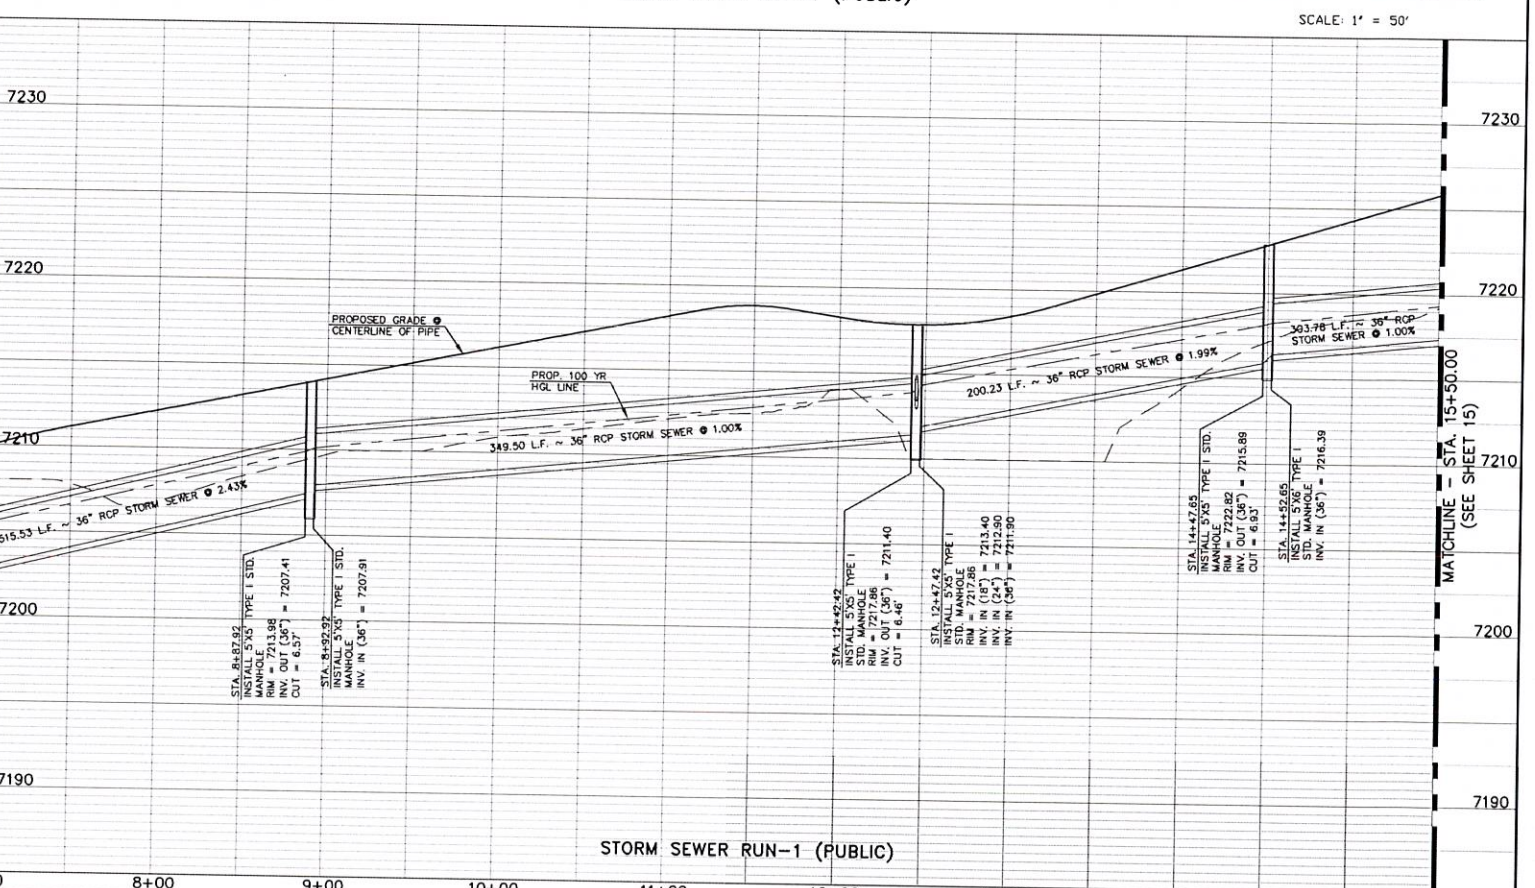 SCALE: 1" = 50'
7230
7230
7220
7220
PROPOSED GRADE @
CENTERLINE OF PIPE
PROP. 100 YR
HGL LINE
303.78 L.F. ~ 36" RCP
STORM SEWER @ 1.00%
200.23 L.F. ~ 36" RCP STORM SEWER @ 1.99%
349.50 L.F. ~ 36" RCP STORM SEWER @ 1.00%
515.53 L.F. ~ 36" RCP STORM SEWER @ 2.43%
7210
7210
MATCHLINE - STA. 15+50.00
(SEE SHEET 15)
STA. 8+87.92
INSTALL 5'X5' TYPE I STD.
MANHOLE
RIM = 7213.98
INV. OUT (36") = 7207.41
CUT = 6.57'
STA. 8+92.92
INSTALL 5'X5' TYPE I STD.
MANHOLE
INV. IN (36") = 7207.91
STA. 12+42.42
INSTALL 5'X5' TYPE I
STD. MANHOLE
RIM = 7217.86
INV. OUT (36") = 7211.40
CUT = 6.46'
STA. 12+47.42
INSTALL 5'X5' TYPE I
STD. MANHOLE
RIM = 7217.86
INV. IN (18") = 7213.40
INV. IN (24") = 7212.90
INV. IN (36") = 7211.90
STA. 14+47.65
INSTALL 5'X5' TYPE I STD.
MANHOLE
RIM = 7222.82
INV. OUT (36") = 7215.89
CUT = 6.93'
STA. 14+52.65
INSTALL 5'X6' TYPE I
STD. MANHOLE
INV. IN (36") = 7216.39
7200
7200
7190
7190
STORM SEWER RUN-1 (PUBLIC)
8+00
9+00
10+00
11+00